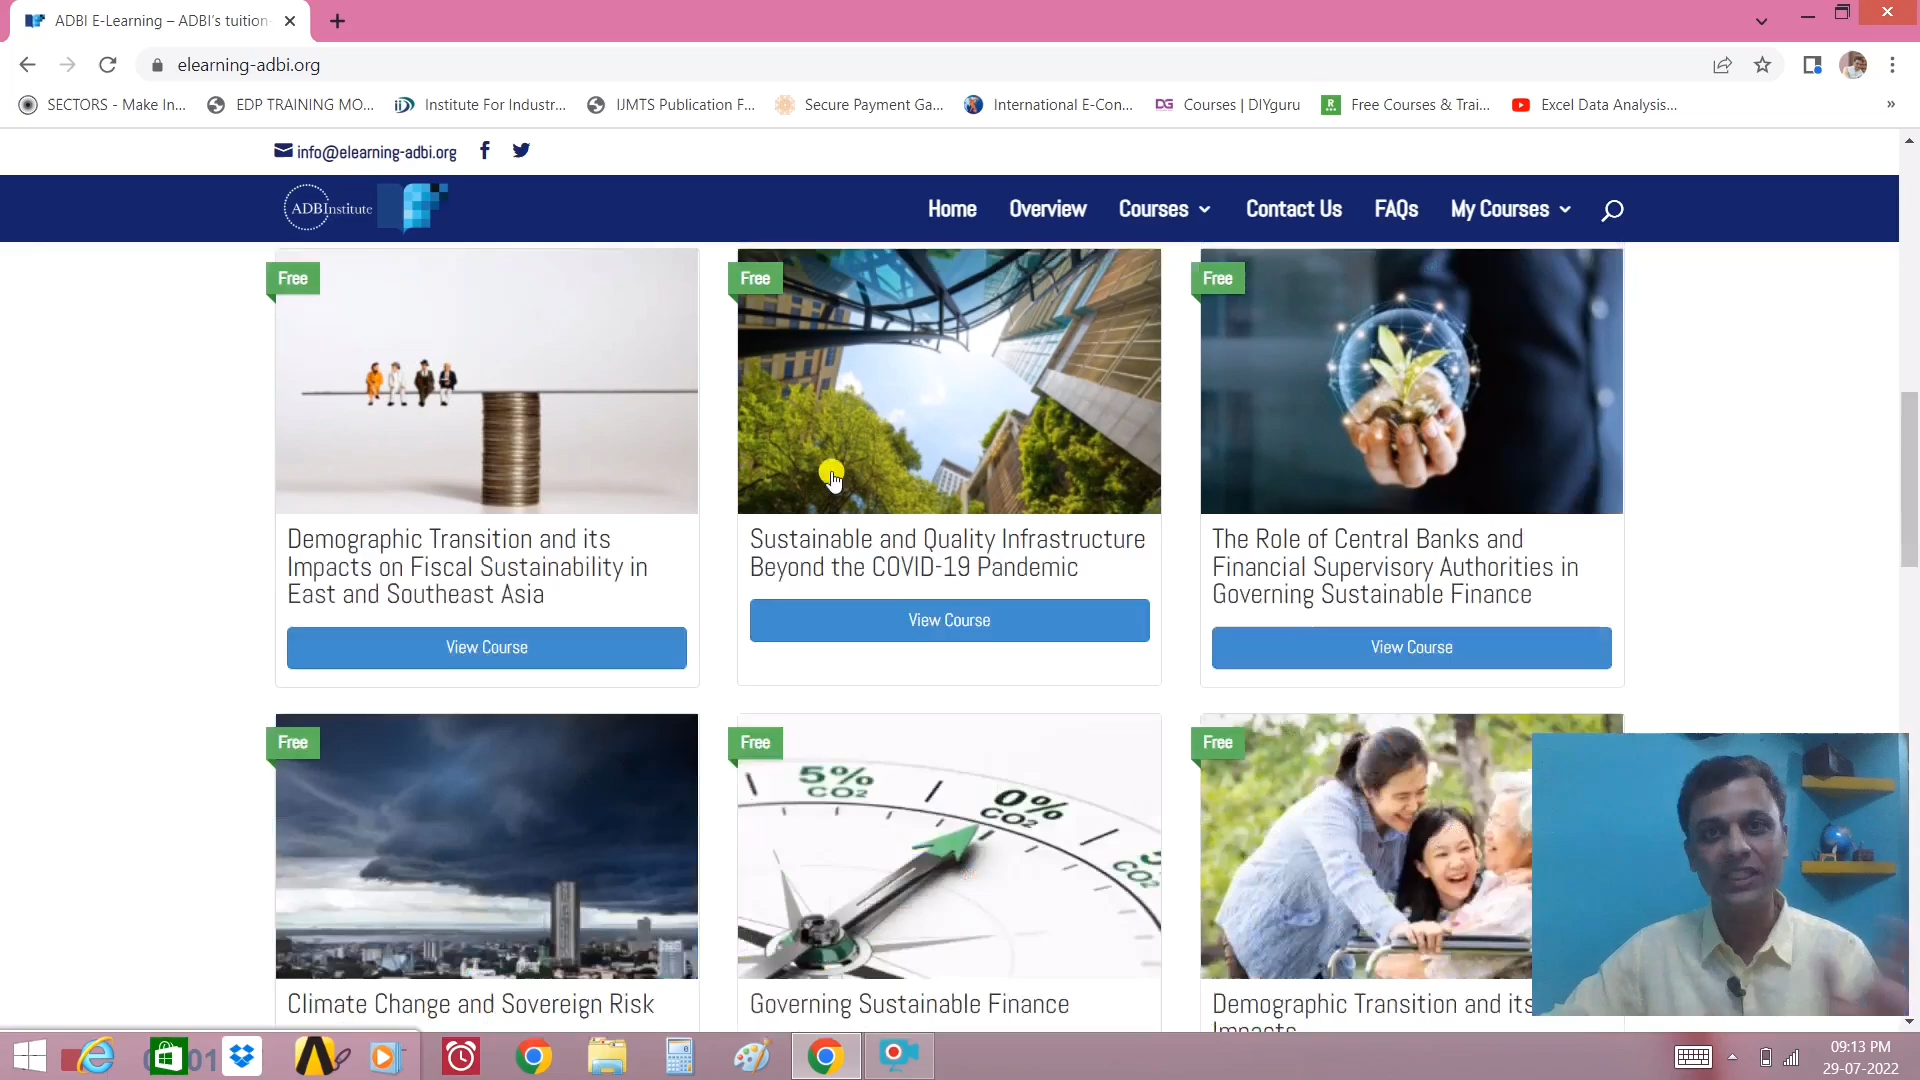 ADBI E-Learning – ADBI's tuition
elearning-adbi.org
SECTORS - Make In... EDP TRAINING MO... Institute For Industr... IJMTS Publication F... Secure Payment Ga... International E-Con... Courses | DIYguru Free Courses & Trai... Excel Data Analysis... »
info@elearning-adbi.org
ADBInstitute Home Overview Courses Contact Us FAQs My Courses
Free Free Free
Demographic Transition and its
Impacts on Fiscal Sustainability in
East and Southeast Asia
View Course
Sustainable and Quality Infrastructure
Beyond the COVID-19 Pandemic
View Course
The Role of Central Banks and
Financial Supervisory Authorities in
Governing Sustainable Finance
View Course
Free Free Free
5%
CO2
0%
CO2
CO2
Climate Change and Sovereign Risk
Governing Sustainable Finance
Demographic Transition and its
Impacts
09:13 PM
29-07-2022